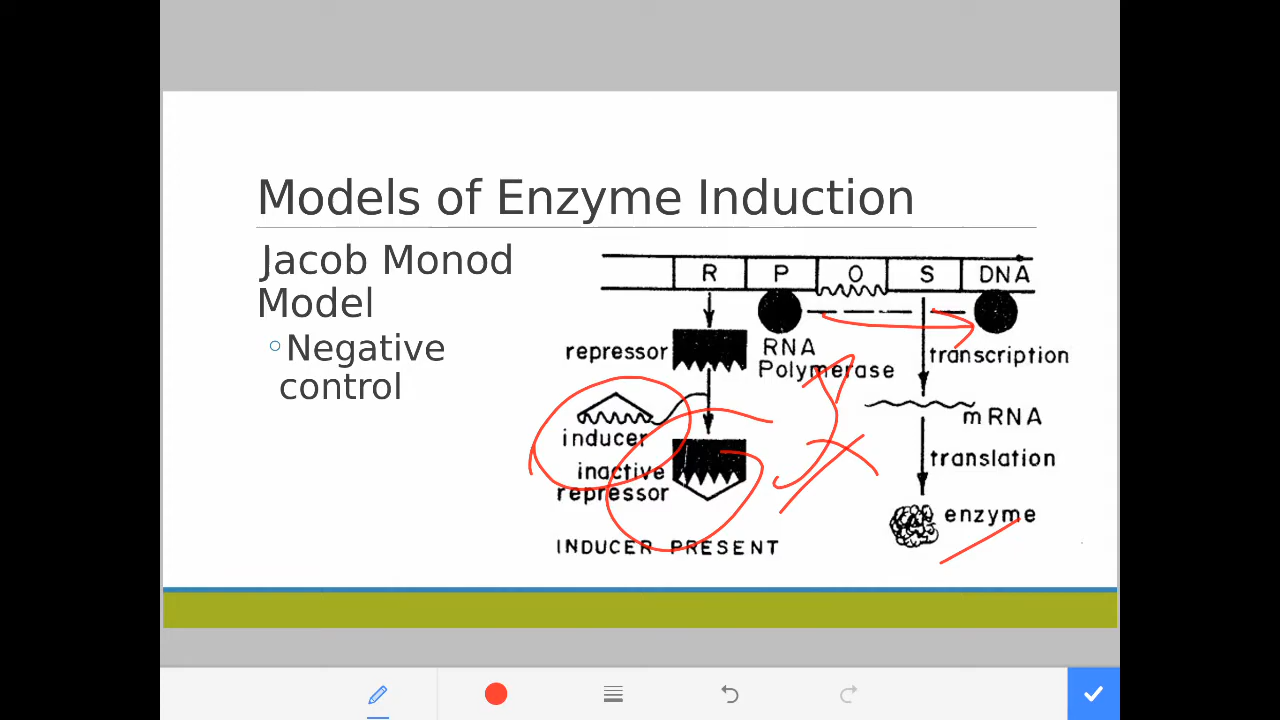 Models of Enzyme Induction
Jacob Monod
Model
Negative
control
R P O S DNA
repressor
RNA
Polymerase
transcription
inducer
mRNA
inactive
repressor
translation
enzyme
INDUCER PRESENT